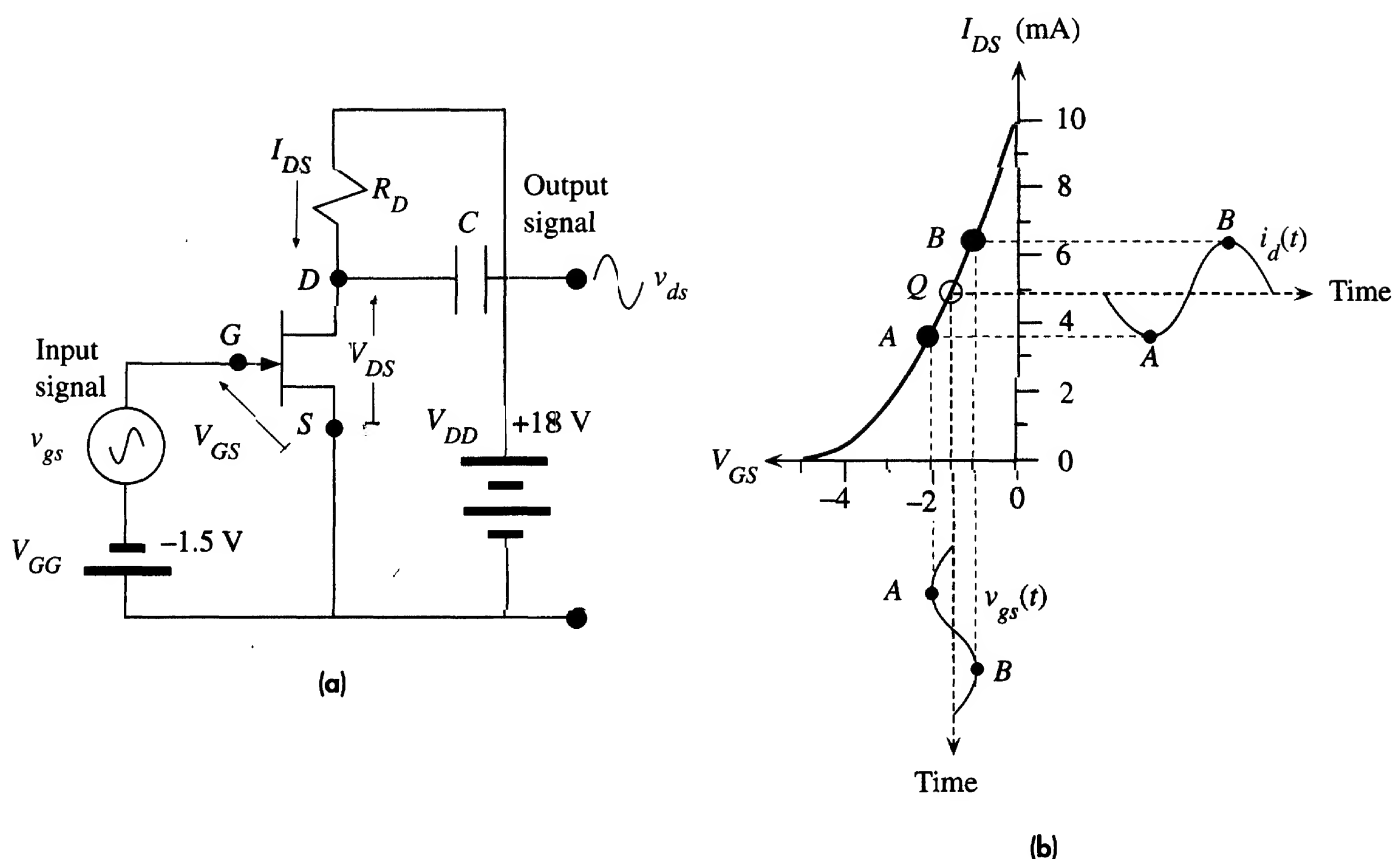 I_DS
R_D
Output
signal
C
D
v_ds
G
Input
signal
V_DS
S
v_gs
V_GS
V_DD
+18 V
V_GG
–1.5 V
(a)
I_DS (mA)
10
8
B
6
B
i_d(t)
Q
Time
A
4
A
2
V_GS
0
–4
–2
0
A
v_gs(t)
B
Time
(b)